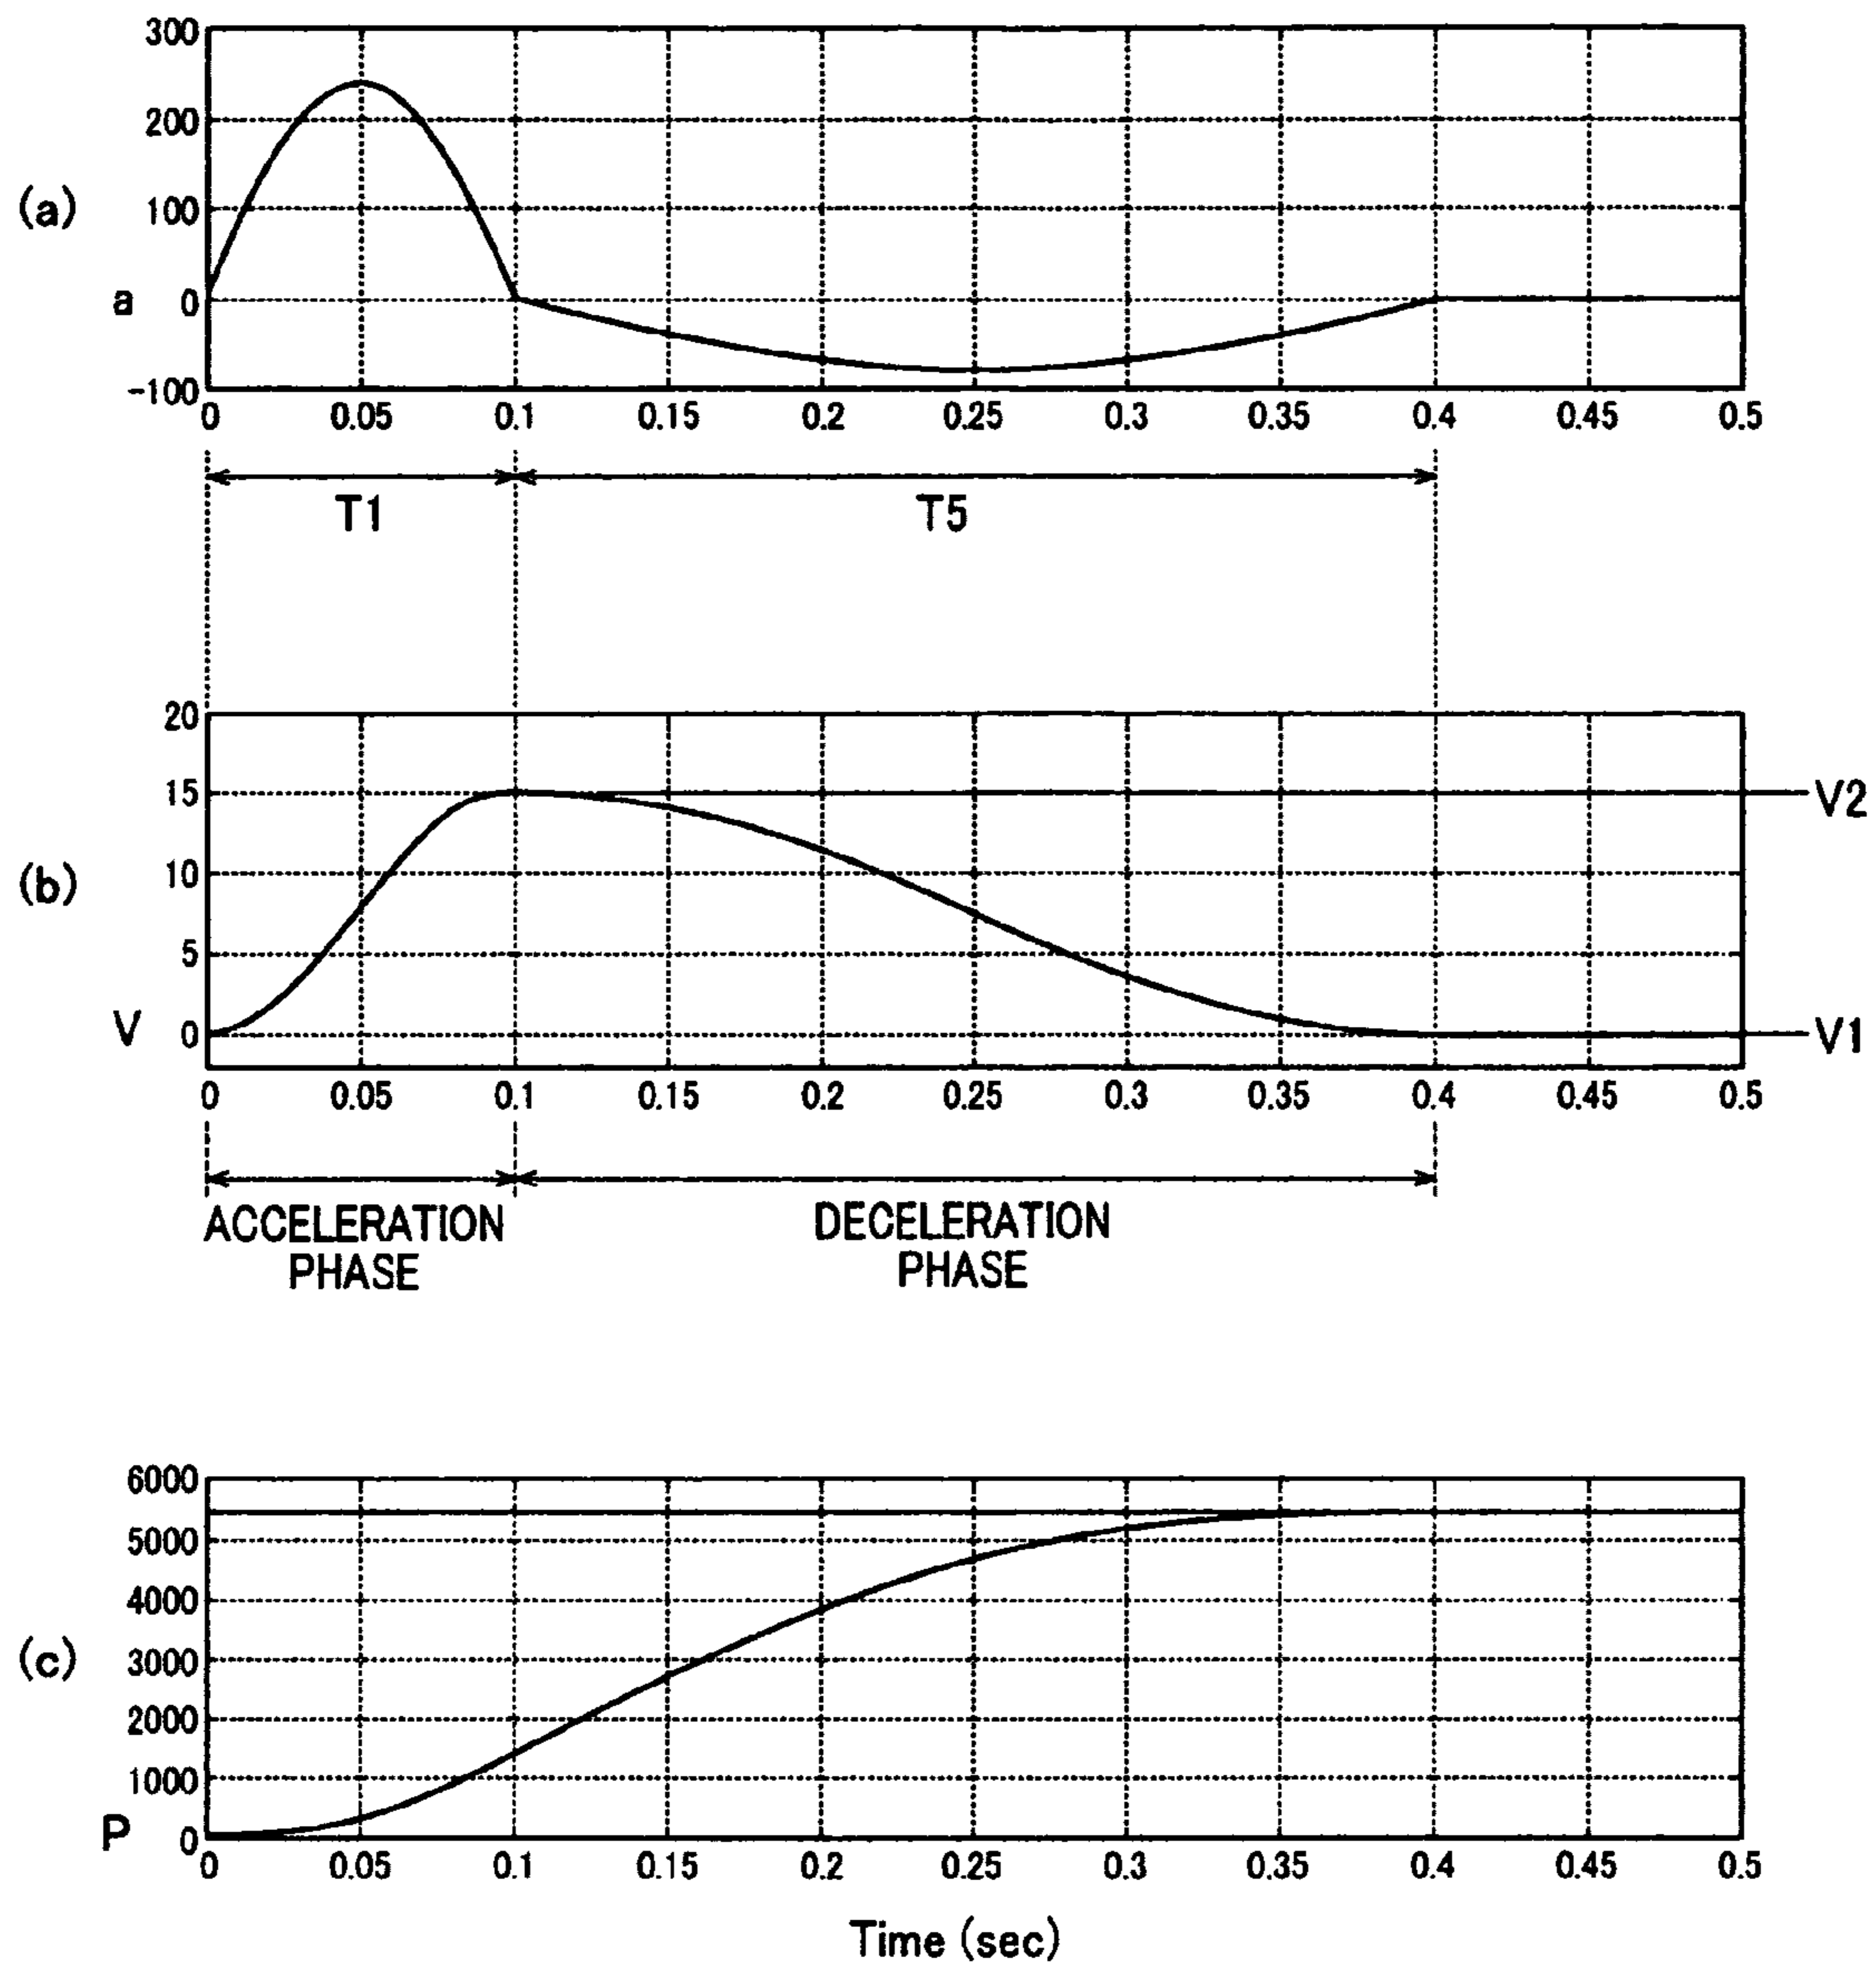 300
200
100
(a)
a
0
-100
0 0.05 0.1 0.15 0.2 0.25 0.3 0.35 0.4 0.45 0.5
T1 T5
20
15
V2
10
(b)
5
V
0
V1
0 0.05 0.1 0.15 0.2 0.25 0.3 0.35 0.4 0.45 0.5
ACCELERATION
PHASE
DECELERATION
PHASE
6000
5000
4000
(c)
3000
2000
1000
P
0
0 0.05 0.1 0.15 0.2 0.25 0.3 0.35 0.4 0.45 0.5
Time (sec)